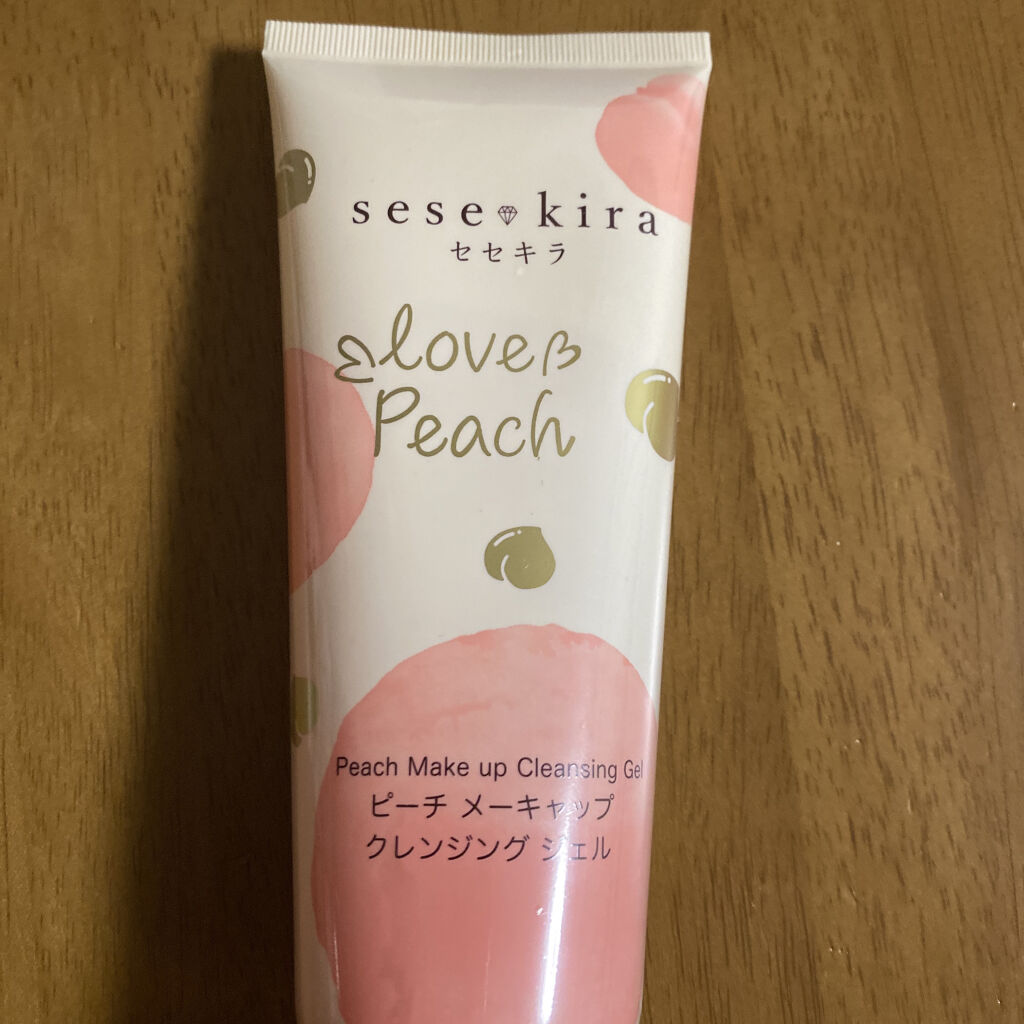 sese kira
セセキラ
love
Peach
Peach Make up Cleansing Gel
ピーチ メーキャップ
クレンジング ジェル